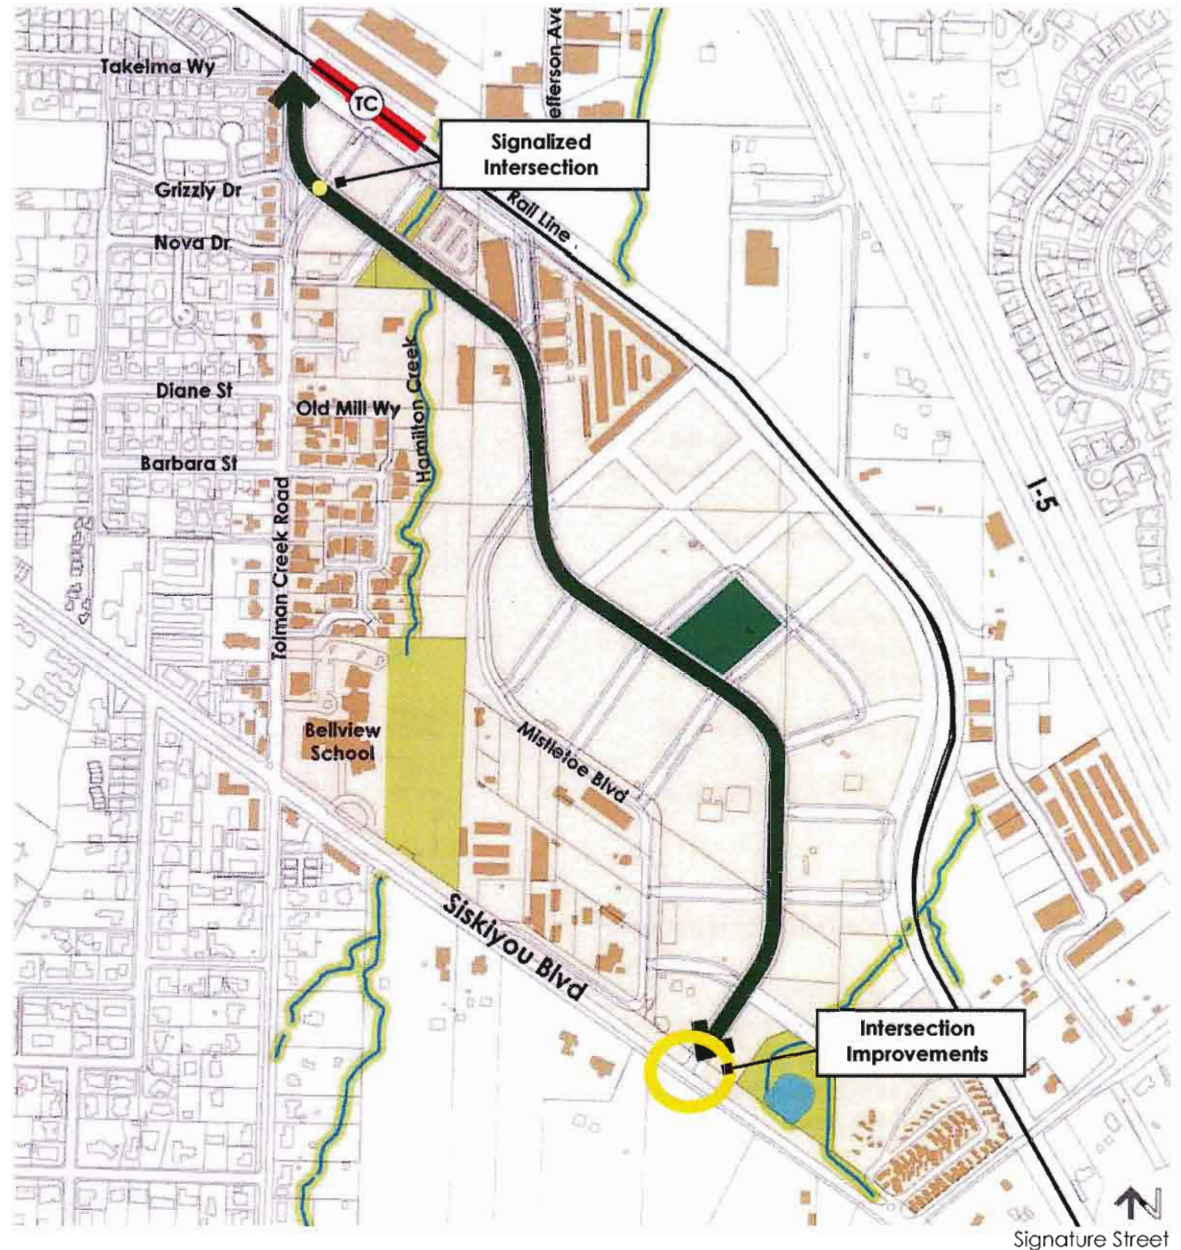 Jefferson Ave
Takelma Wy
TC
Signalized
Intersection
Grizzly Dr
Rail Line
Nova Dr
Diane St
Old Mill Wy
Hamilton Creek
Barbara St
I-5
Tolman Creek Road
Bellview
School
Mistletoe Blvd
Siskiyou Blvd
Intersection
Improvements
N
Signature Street